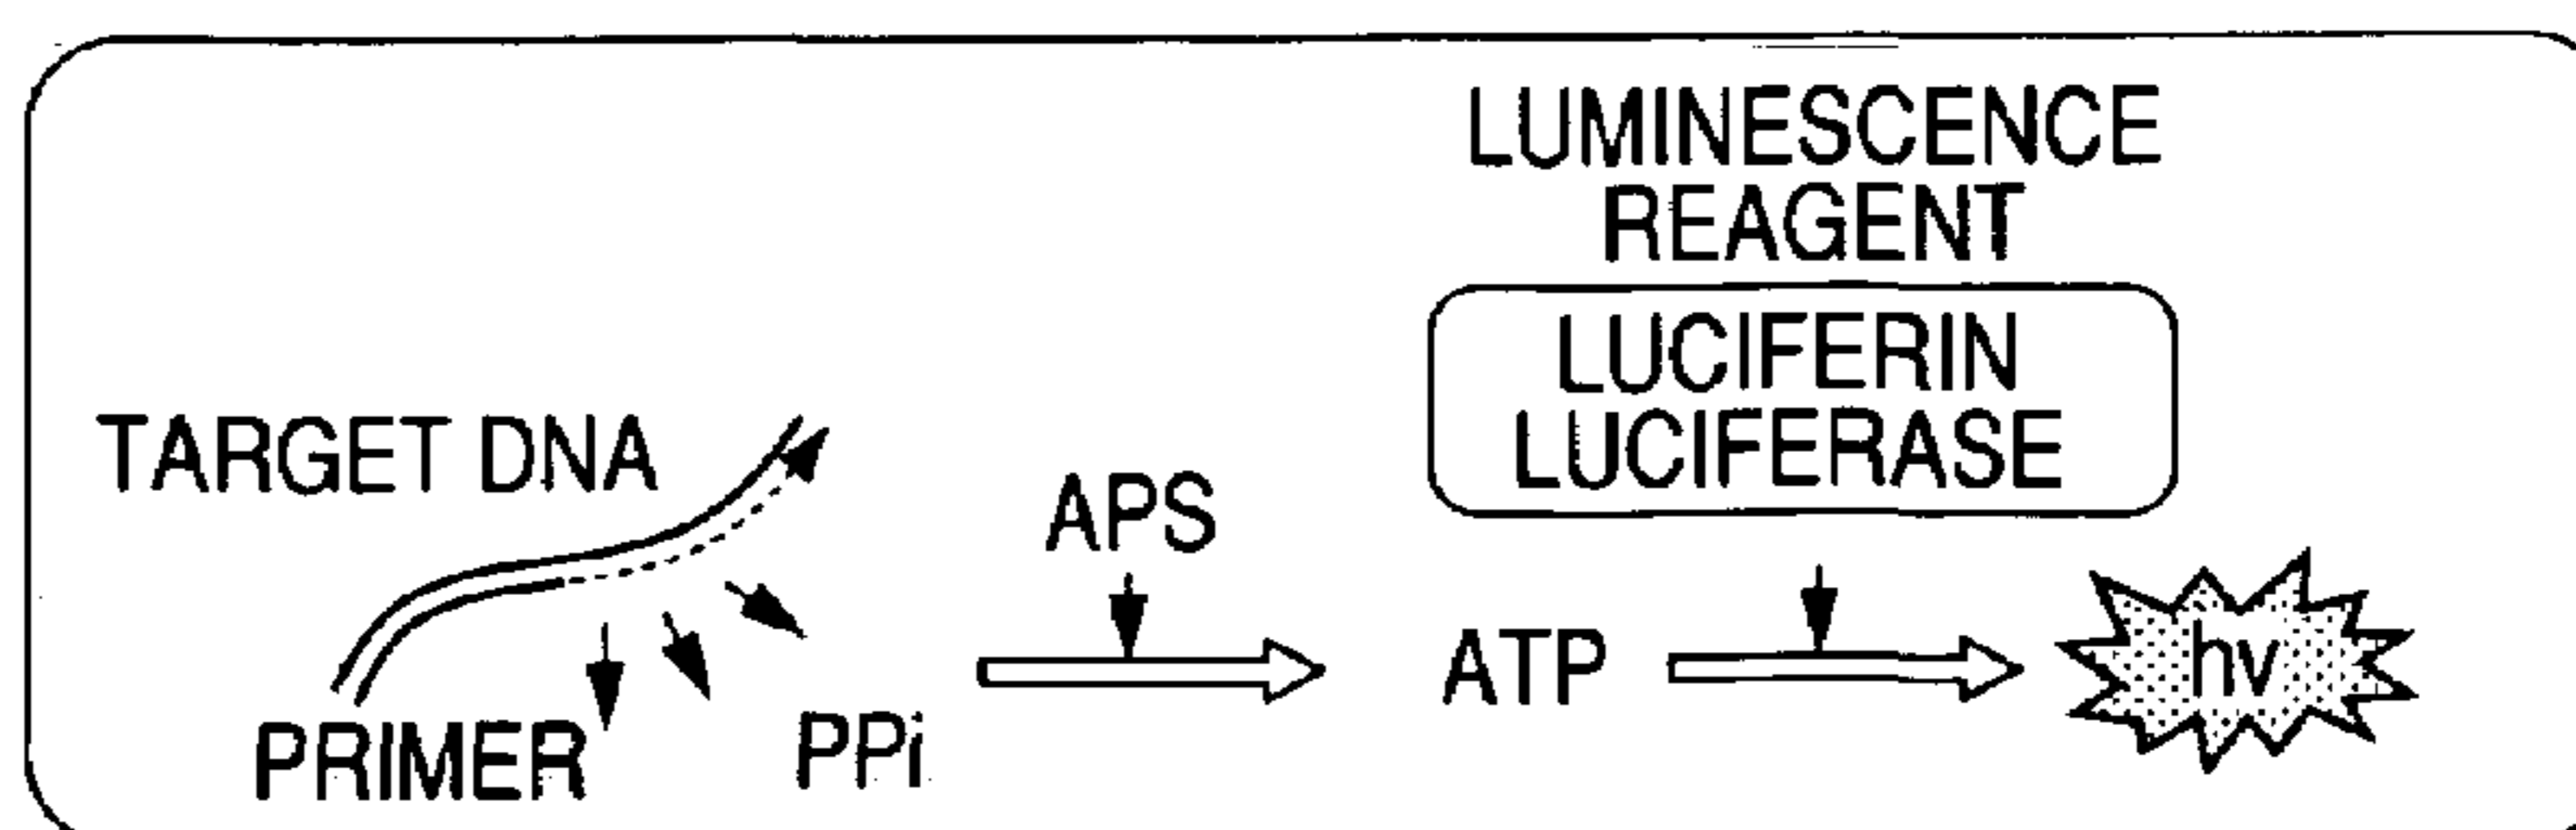 LUMINESCENCE
REAGENT
LUCIFERIN
LUCIFERASE
TARGET DNA
APS
PRIMER
PPi
ATP
hν